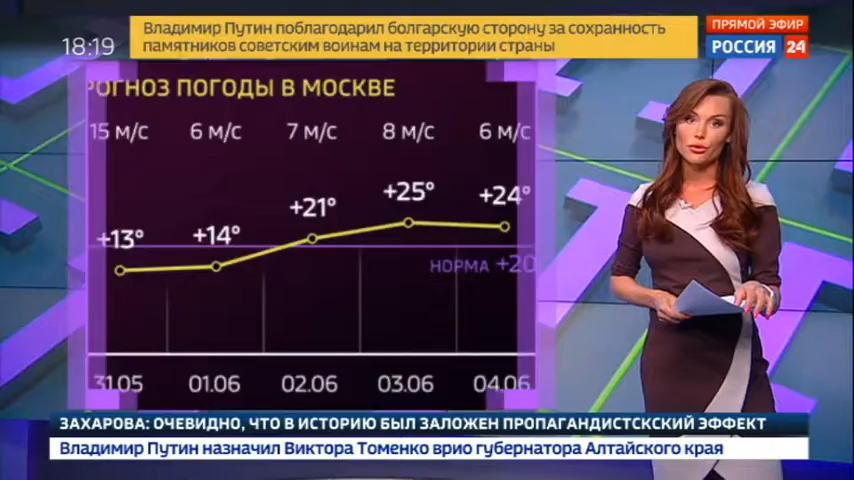 18:19
Владимир Путин поблагодарил болгарскую сторону за сохранность
памятников советским воинам на территории страны
ПРЯМОЙ ЭФИР
РОССИЯ 24
РОГНОЗ ПОГОДЫ В МОСКВЕ
15 М/С 6 М/С 7 М/С 8 М/С 6 М/С
+13° +14° +21° +25° +24°
НОРМА +20
31.05 01.06 02.06 03.06 04.06
ЗАХАРОВА: ОЧЕВИДНО, ЧТО В ИСТОРИЮ БЫЛ ЗАЛОЖЕН ПРОПАГАНДИСТСКСКИЙ ЭФФЕКТ
Владимир Путин назначил Виктора Томенко врио губернатора Алтайского края